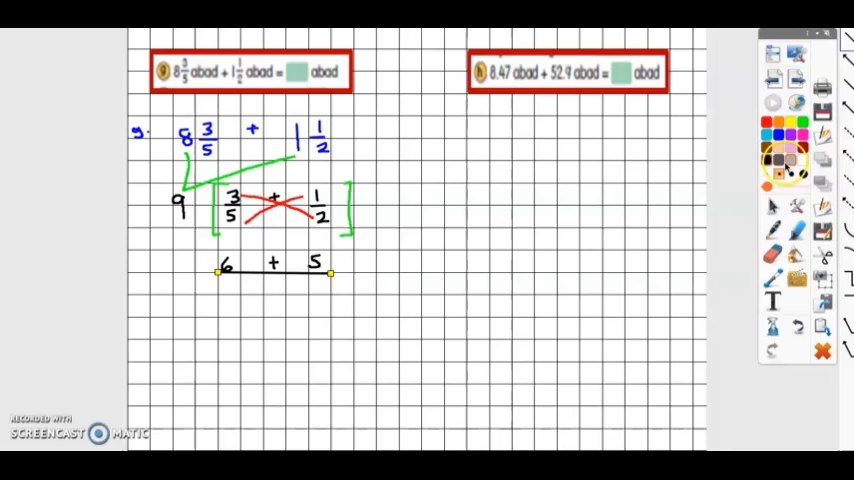 g 8 3/5 abad + 1 1/2 abad = abad
h 8.47 abad + 52.9 abad = abad
g. 8 3/5 + 1 1/2
9 [ 3/5 + 1/2 ]
6 + 5
T
RECORDED WITH
SCREENCAST MATIC